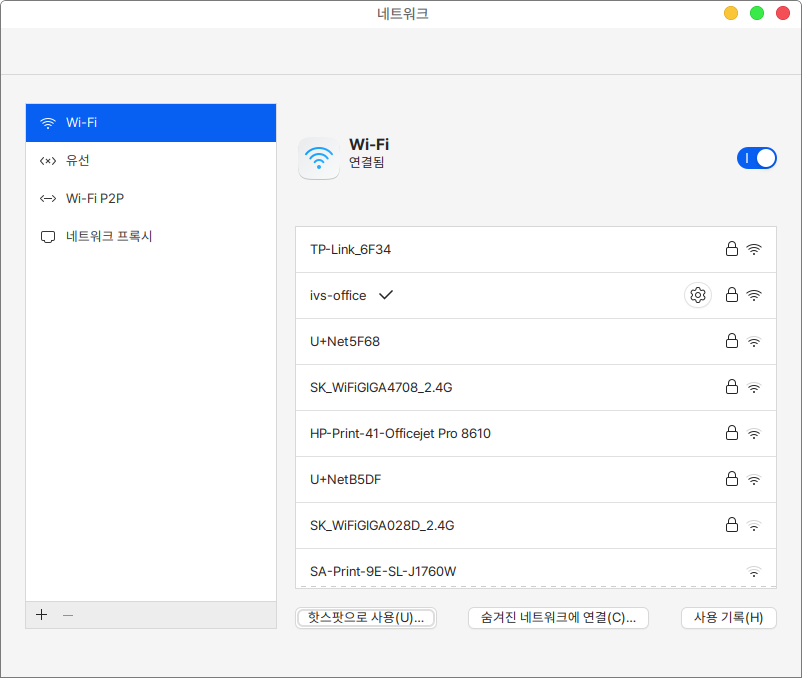 네트워크
Wi-Fi
유선
Wi-Fi P2P
네트워크 프록시
Wi-Fi
연결됨
TP-Link_6F34
ivs-office
U+Net5F68
SK_WiFiGIGA4708_2.4G
HP-Print-41-Officejet Pro 8610
U+NetB5DF
SK_WiFiGIGA028D_2.4G
SA-Print-9E-SL-J1760W
핫스팟으로 사용(U)...
숨겨진 네트워크에 연결(C)...
사용 기록(H)